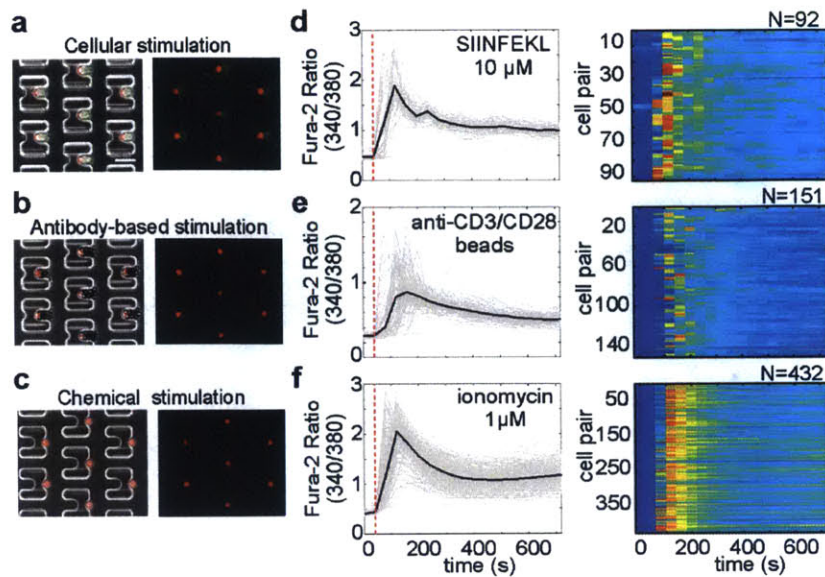 a
Cellular stimulation
b
Antibody-based stimulation
c
Chemical stimulation
d
Fura-2 Ratio
(340/380)
3
2
1
0
SIINFEKL
10 µM
N=92
cell pair
10
30
50
70
90
e
Fura-2 Ratio
(340/380)
2
1
0
anti-CD3/CD28
beads
N=151
cell pair
20
60
100
140
f
Fura-2 Ratio
(340/380)
3
2
1
0
ionomycin
1µM
0 200 400 600
time (s)
N=432
cell pair
50
150
250
350
0 200 400 600
time (s)